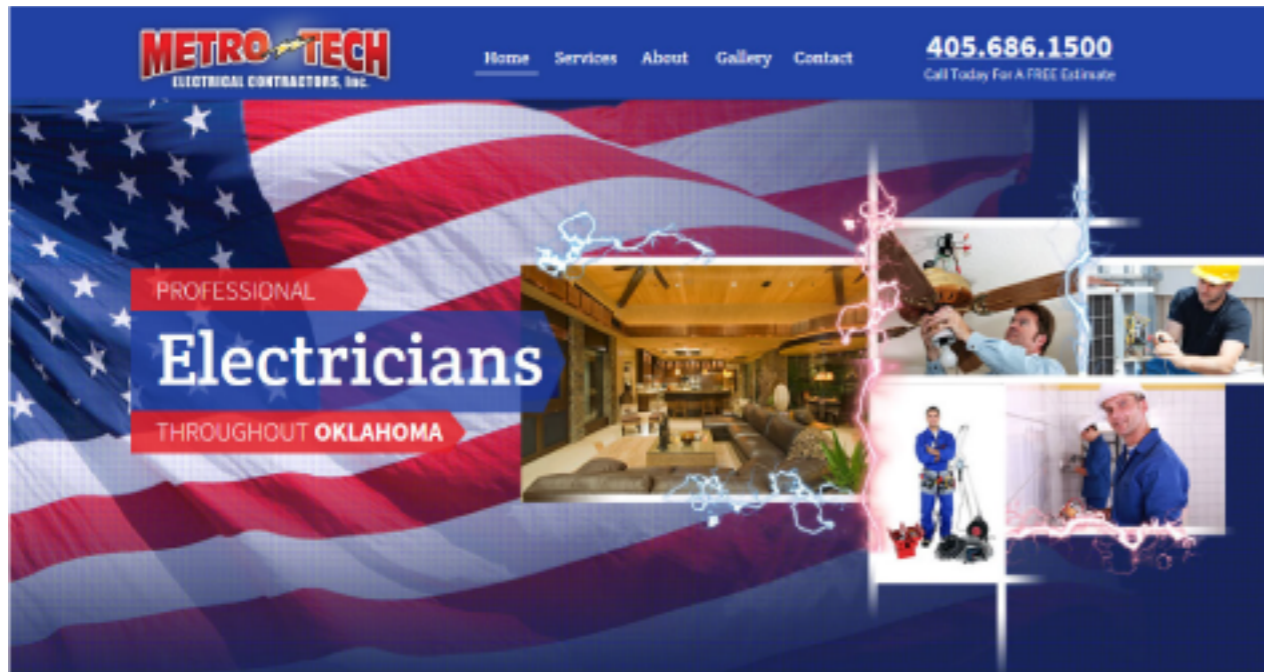 METRO TECH
ELECTRICAL CONTRACTORS, Inc.
Home Services About Gallery Contact
405.686.1500
Call Today For A FREE Estimate
PROFESSIONAL
Electricians
THROUGHOUT OKLAHOMA